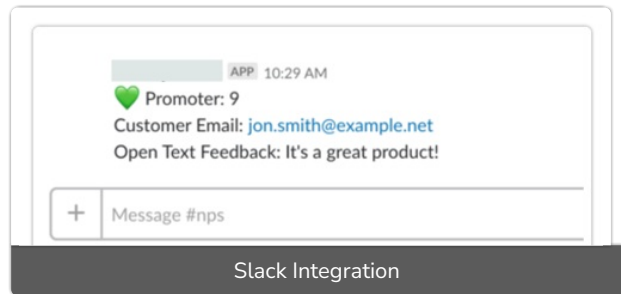 APP 10:29 AM
💚 Promoter: 9
Customer Email: jon.smith@example.net
Open Text Feedback: It's a great product!
+ Message #nps
Slack Integration